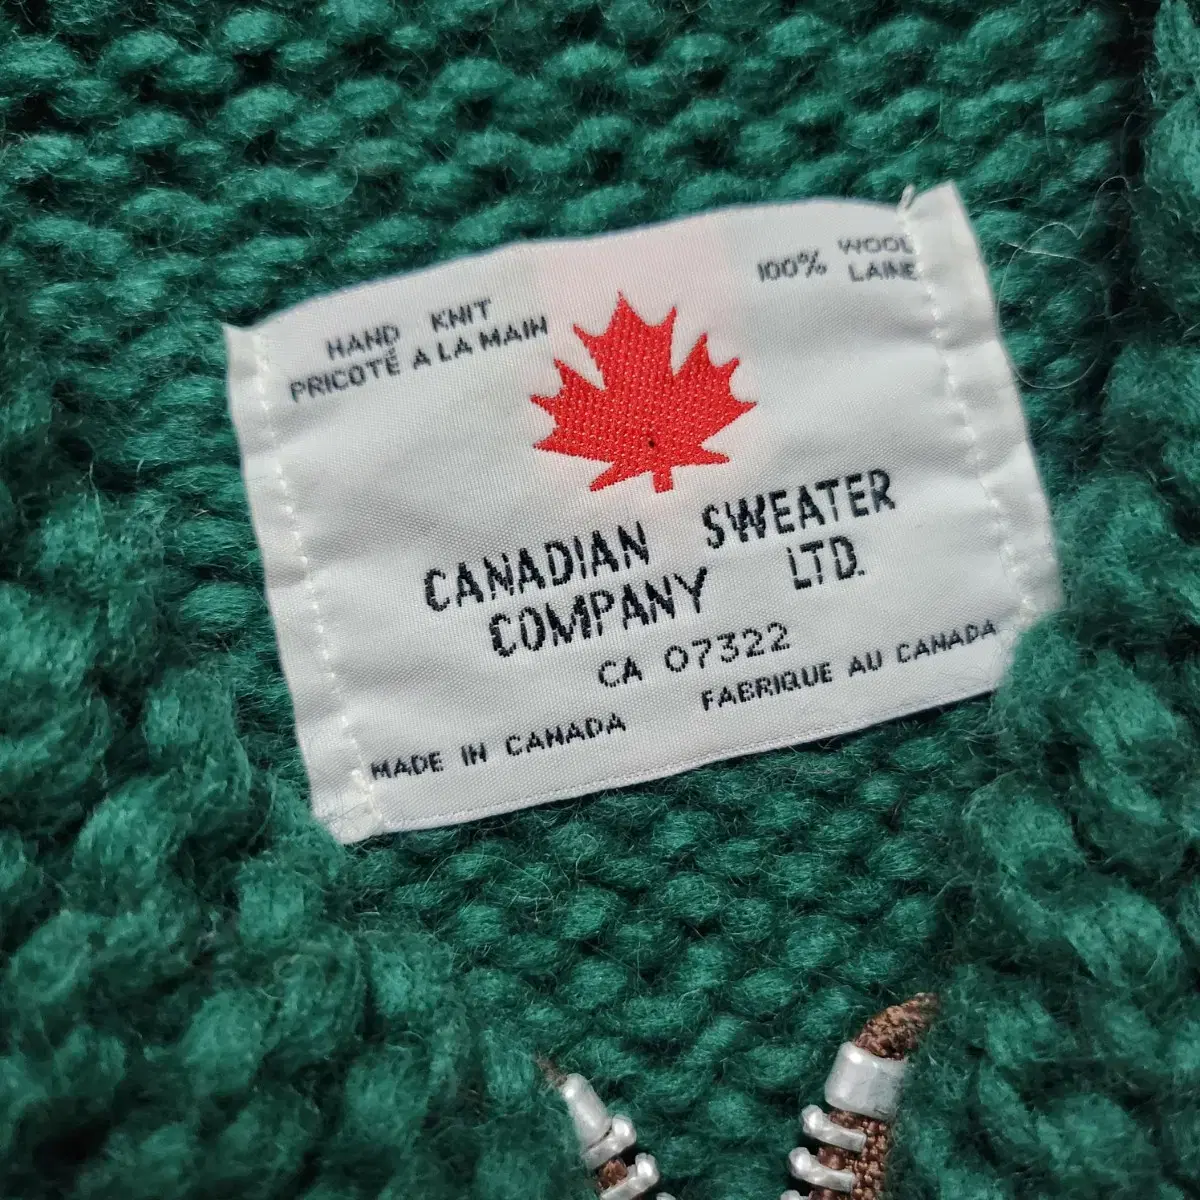 HAND KNIT
PRICOTÉ A LA MAIN
100% WOOL
LAINE
CANADIAN SWEATER
COMPANY LTD.
CA 07322
MADE IN CANADA FABRIQUE AU CANADA